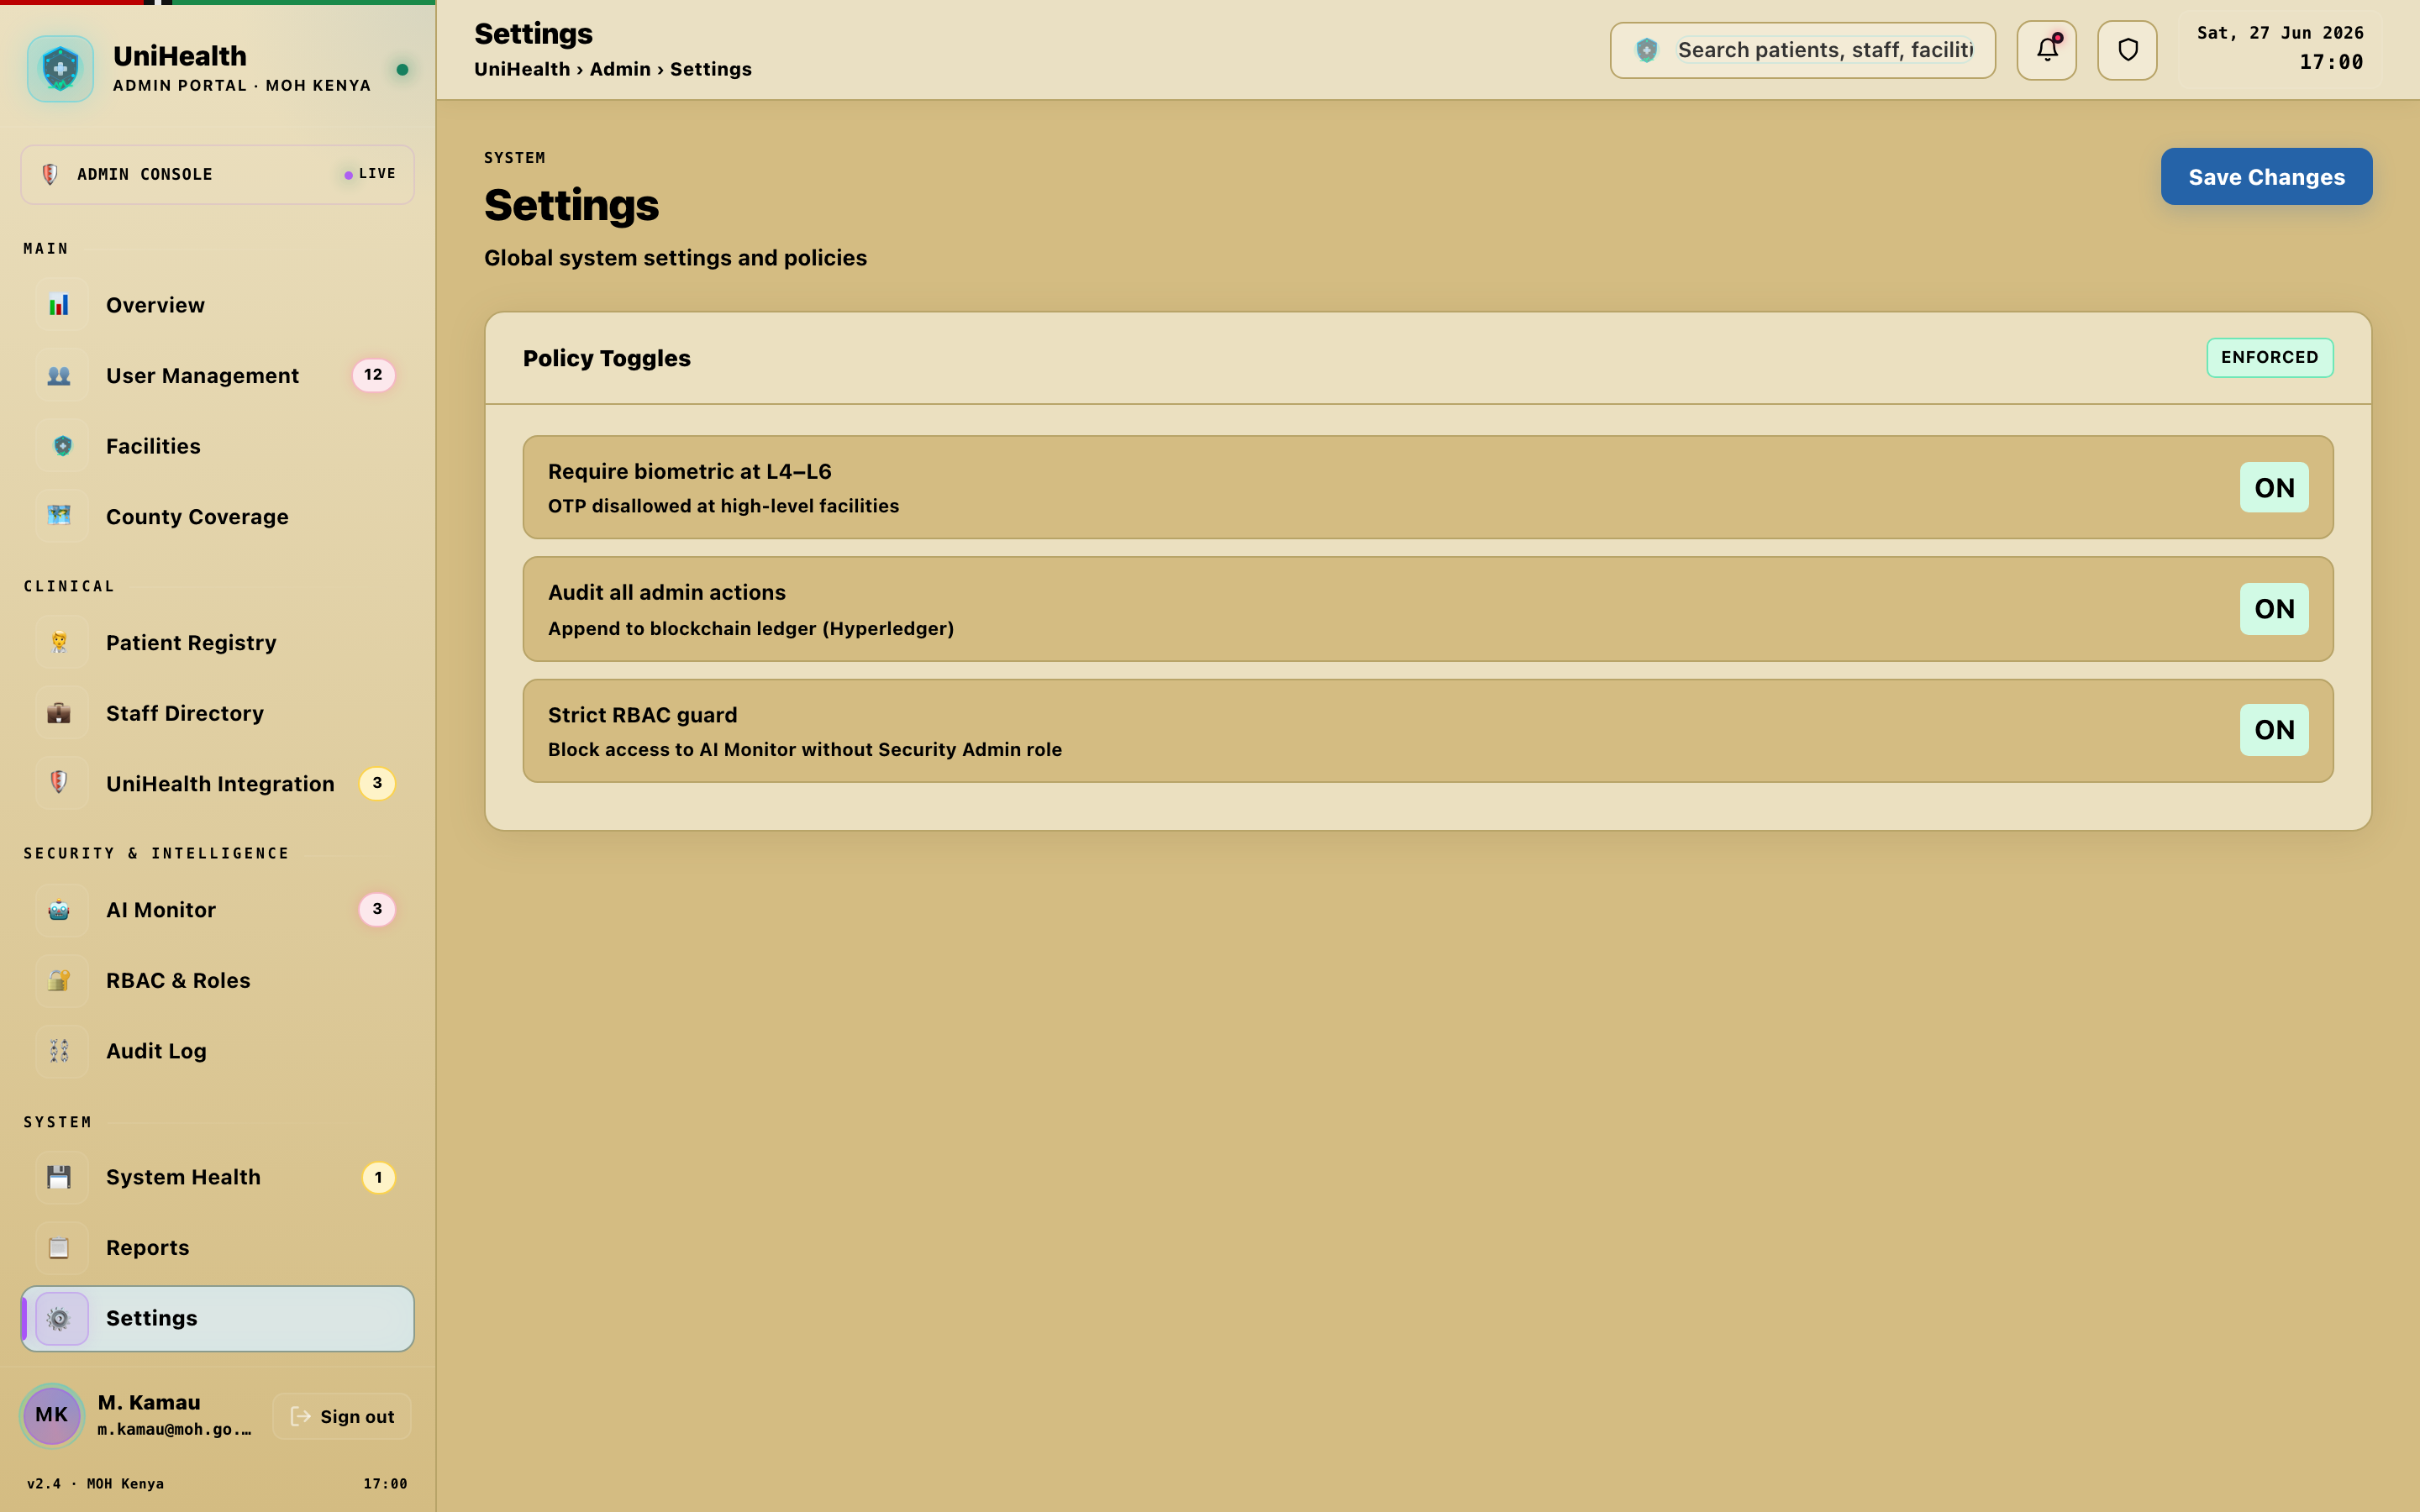 UniHealth
ADMIN PORTAL · MOH KENYA
ADMIN CONSOLE
LIVE
MAIN
Overview
User Management
12
Facilities
County Coverage
CLINICAL
Patient Registry
Staff Directory
UniHealth Integration
3
SECURITY & INTELLIGENCE
AI Monitor
3
RBAC & Roles
Audit Log
SYSTEM
System Health
1
Reports
Settings
MK
M. Kamau
m.kamau@moh.go.…
Sign out
v2.4 · MOH Kenya
17:00
Settings
UniHealth › Admin › Settings
Search patients, staff, faciliti
Sat, 27 Jun 2026
17:00
SYSTEM
Settings
Global system settings and policies
Save Changes
Policy Toggles
ENFORCED
Require biometric at L4–L6
OTP disallowed at high-level facilities
ON
Audit all admin actions
Append to blockchain ledger (Hyperledger)
ON
Strict RBAC guard
Block access to AI Monitor without Security Admin role
ON